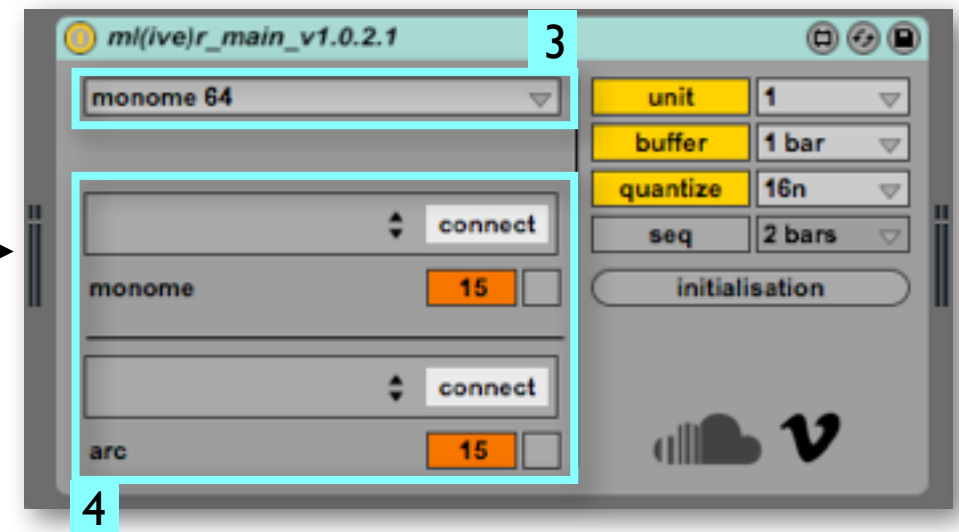 ml(ive)r_main_v1.0.2.1
3
monome 64
unit 1
buffer 1 bar
quantize 16n
seq 2 bars
initialisation
connect
monome 15
connect
arc 15
4